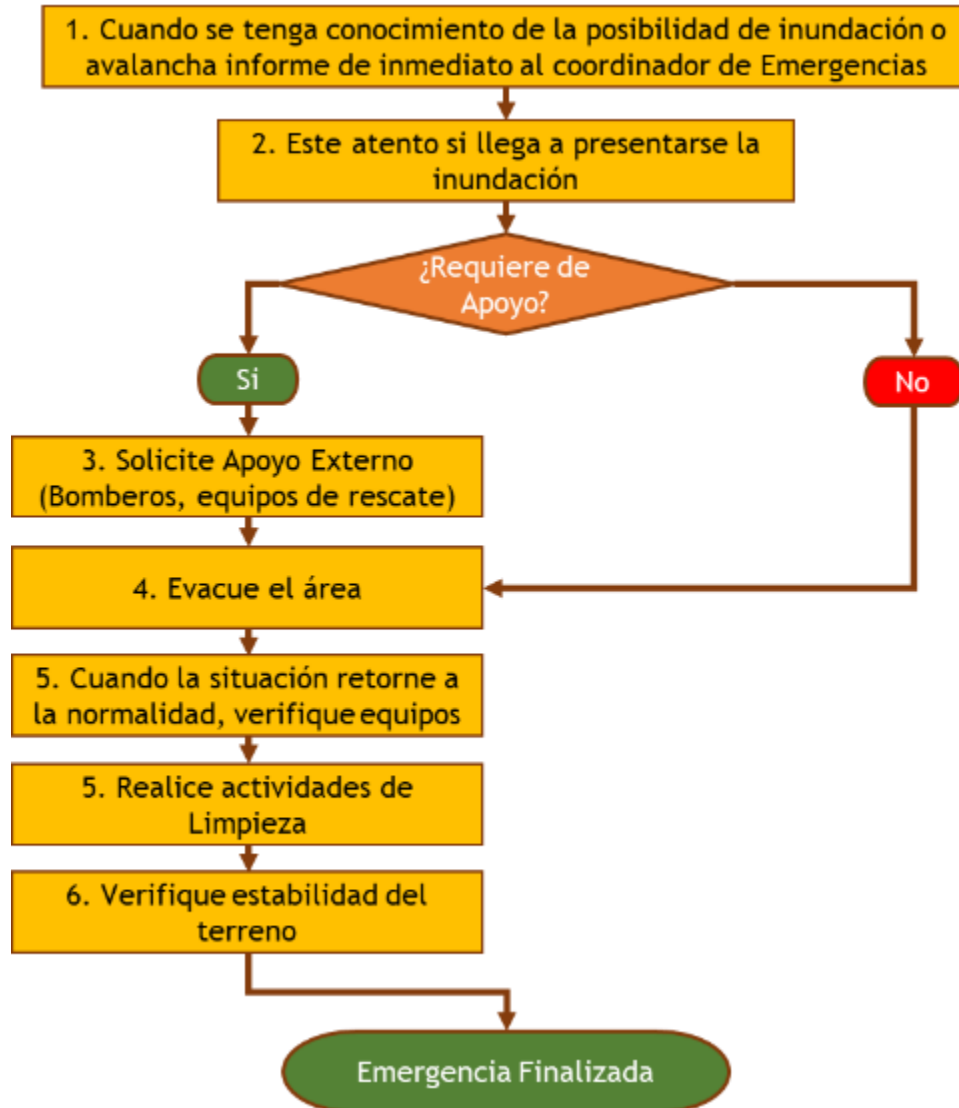 1. Cuando se tenga conocimiento de la posibilidad de inundación o
avalancha informe de inmediato al coordinador de Emergencias
2. Este atento si llega a presentarse la
inundación
¿Requiere de
Apoyo?
Si
No
3. Solicite Apoyo Externo
(Bomberos, equipos de rescate)
4. Evacue el área
5. Cuando la situación retorne a
la normalidad, verifique equipos
5. Realice actividades de
Limpieza
6. Verifique estabilidad del
terreno
Emergencia Finalizada